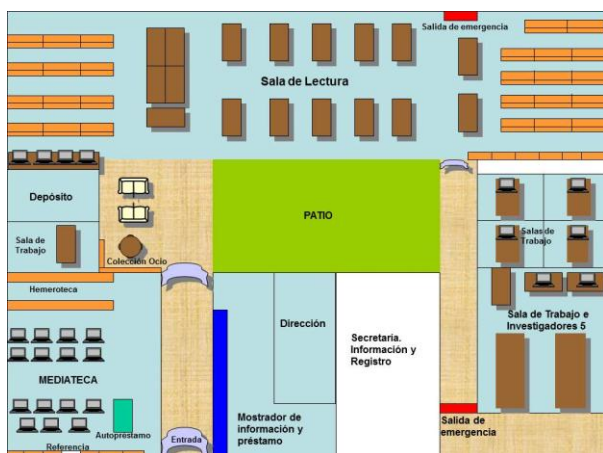 Salida de emergencia
Sala de Lectura
Depósito
PATIO
Salas de
Trabajo
Sala de
Trabajo
Colección Ocio
Hemeroteca
Dirección
Secretaría.
Información y
Registro
Sala de Trabajo e
Investigadores 5
MEDIATECA
Autopréstamo
Mostrador de
información y
préstamo
Salida de
emergencia
Entrada
Referencia